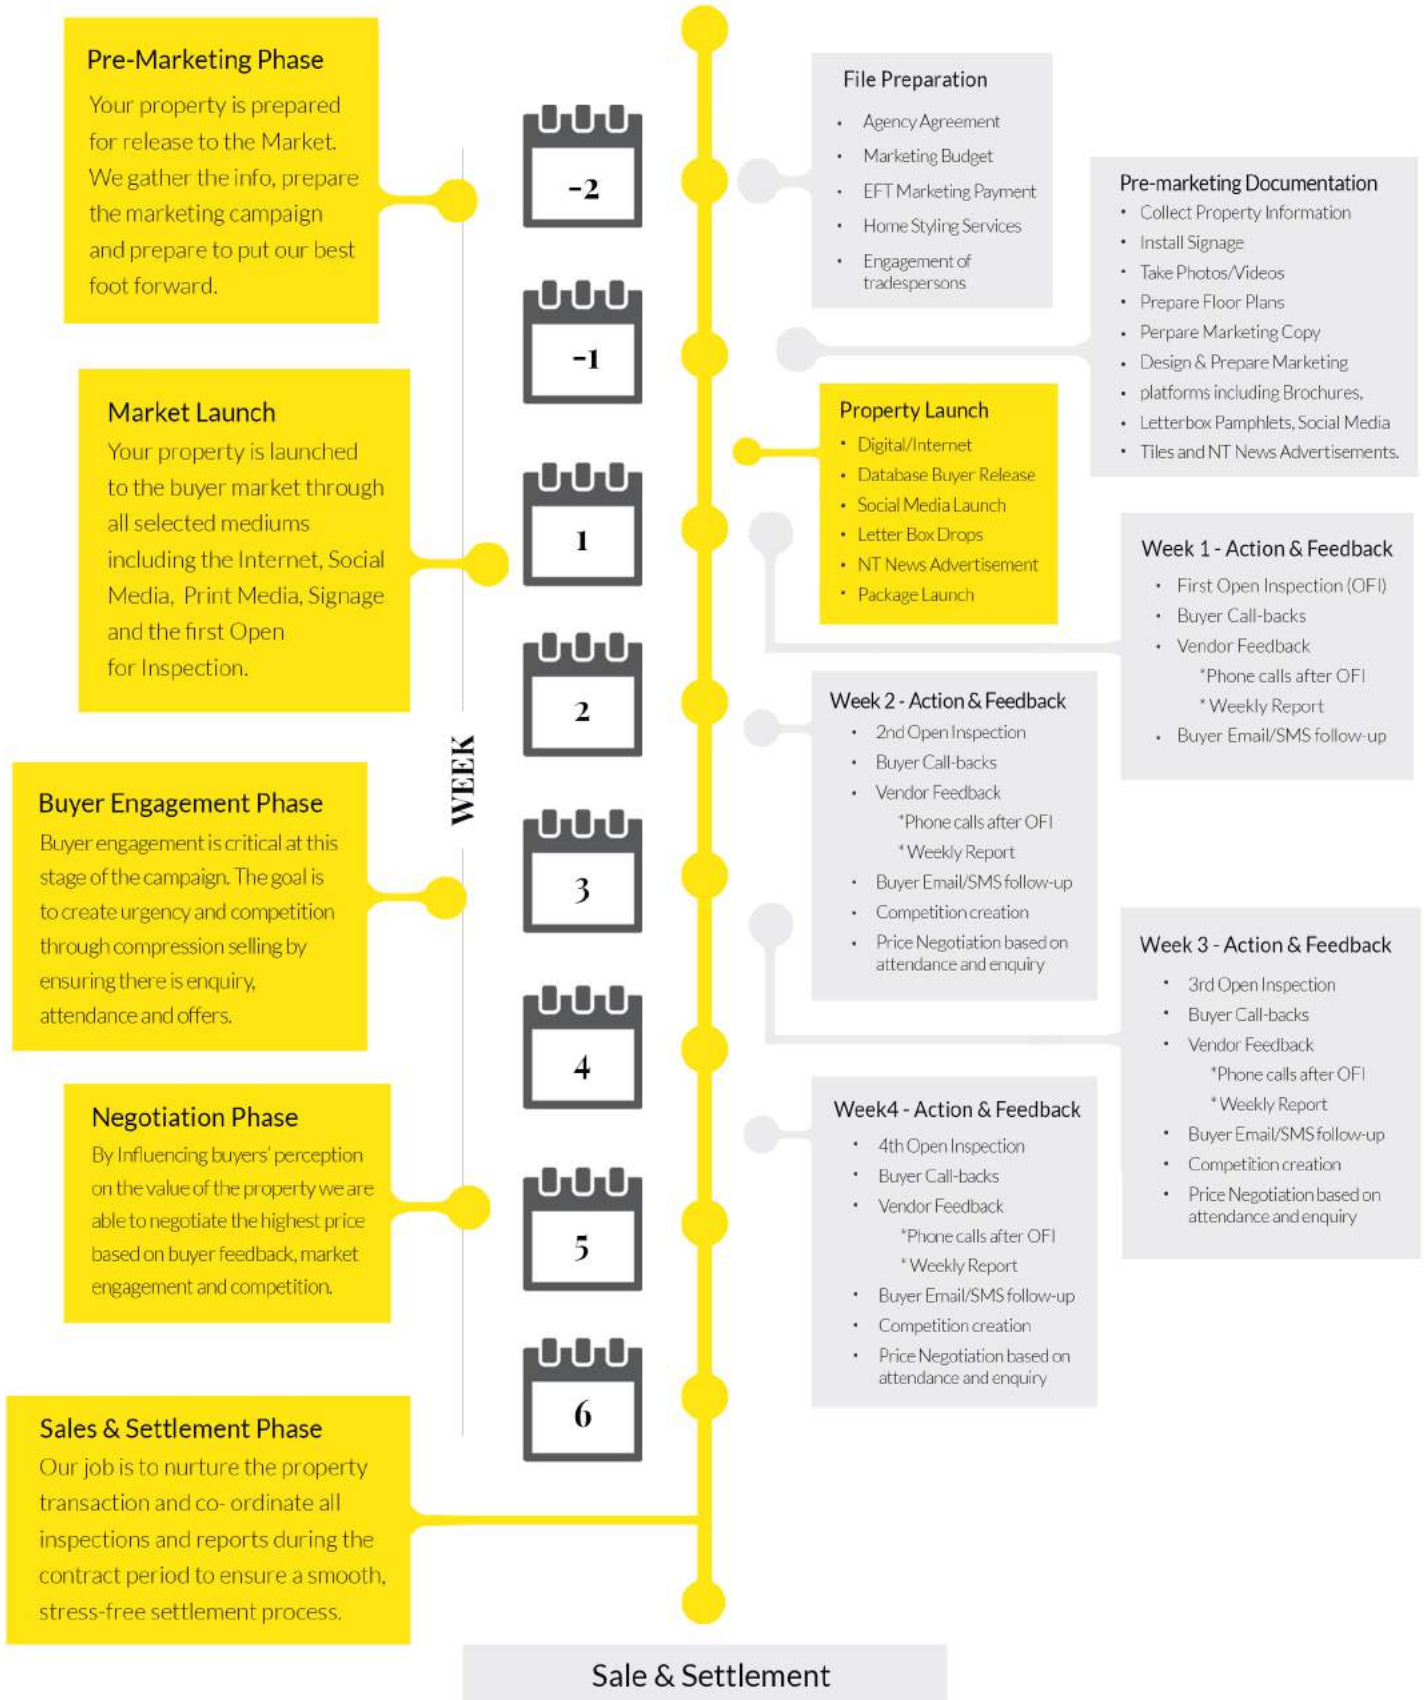 Pre-Marketing Phase
Your property is prepared
for release to the Market.
We gather the info, prepare
the marketing campaign
and prepare to put our best
foot forward.
Market Launch
Your property is launched
to the buyer market through
all selected mediums
including the Internet, Social
Media, Print Media, Signage
and the first Open
for Inspection.
Buyer Engagement Phase
Buyer engagement is critical at this
stage of the campaign. The goal is
to create urgency and competition
through compression selling by
ensuring there is enquiry,
attendance and offers.
Negotiation Phase
By Influencing buyers' perception
on the value of the property we are
able to negotiate the highest price
based on buyer feedback, market
engagement and competition.
Sales & Settlement Phase
Our job is to nurture the property
transaction and co- ordinate all
inspections and reports during the
contract period to ensure a smooth,
stress-free settlement process.
WEEK
-2
-1
1
2
3
4
5
6
File Preparation
• Agency Agreement
• Marketing Budget
• EFT Marketing Payment
• Home Styling Services
• Engagement of
tradespersons
Pre-marketing Documentation
• Collect Property Information
• Install Signage
• Take Photos/Videos
• Prepare Floor Plans
• Perpare Marketing Copy
• Design & Prepare Marketing
• platforms including Brochures,
• Letterbox Pamphlets, Social Media
• Tiles and NT News Advertisements.
Property Launch
• Digital/Internet
• Database Buyer Release
• Social Media Launch
• Letter Box Drops
• NT News Advertisement
• Package Launch
Week 1 - Action & Feedback
• First Open Inspection (OFI)
• Buyer Call-backs
• Vendor Feedback
*Phone calls after OFI
* Weekly Report
• Buyer Email/SMS follow-up
Week 2 - Action & Feedback
• 2nd Open Inspection
• Buyer Call-backs
• Vendor Feedback
*Phone calls after OFI
* Weekly Report
• Buyer Email/SMS follow-up
• Competition creation
• Price Negotiation based on
attendance and enquiry
Week 3 - Action & Feedback
• 3rd Open Inspection
• Buyer Call-backs
• Vendor Feedback
*Phone calls after OFI
* Weekly Report
• Buyer Email/SMS follow-up
• Competition creation
• Price Negotiation based on
attendance and enquiry
Week4 - Action & Feedback
• 4th Open Inspection
• Buyer Call-backs
• Vendor Feedback
*Phone calls after OFI
* Weekly Report
• Buyer Email/SMS follow-up
• Competition creation
• Price Negotiation based on
attendance and enquiry
Sale & Settlement